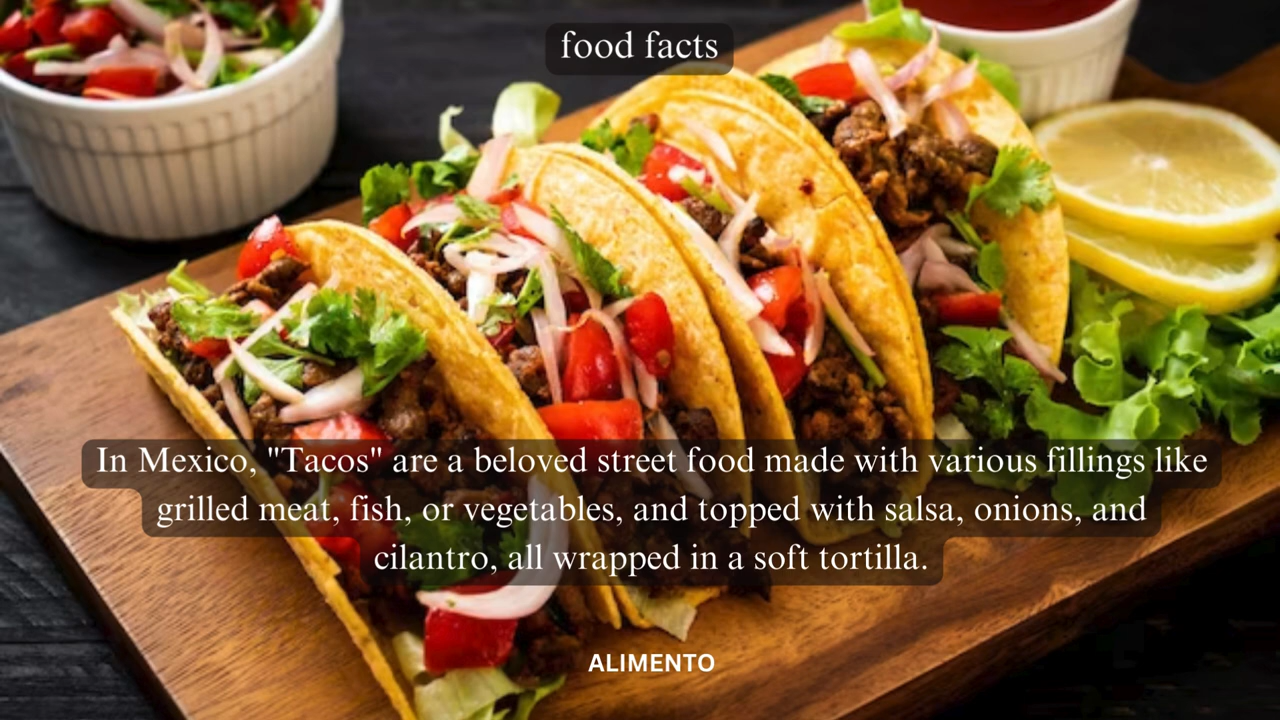 food facts
In Mexico, "Tacos" are a beloved street food made with various fillings like
grilled meat, fish, or vegetables, and topped with salsa, onions, and
cilantro, all wrapped in a soft tortilla.
ALIMENTO